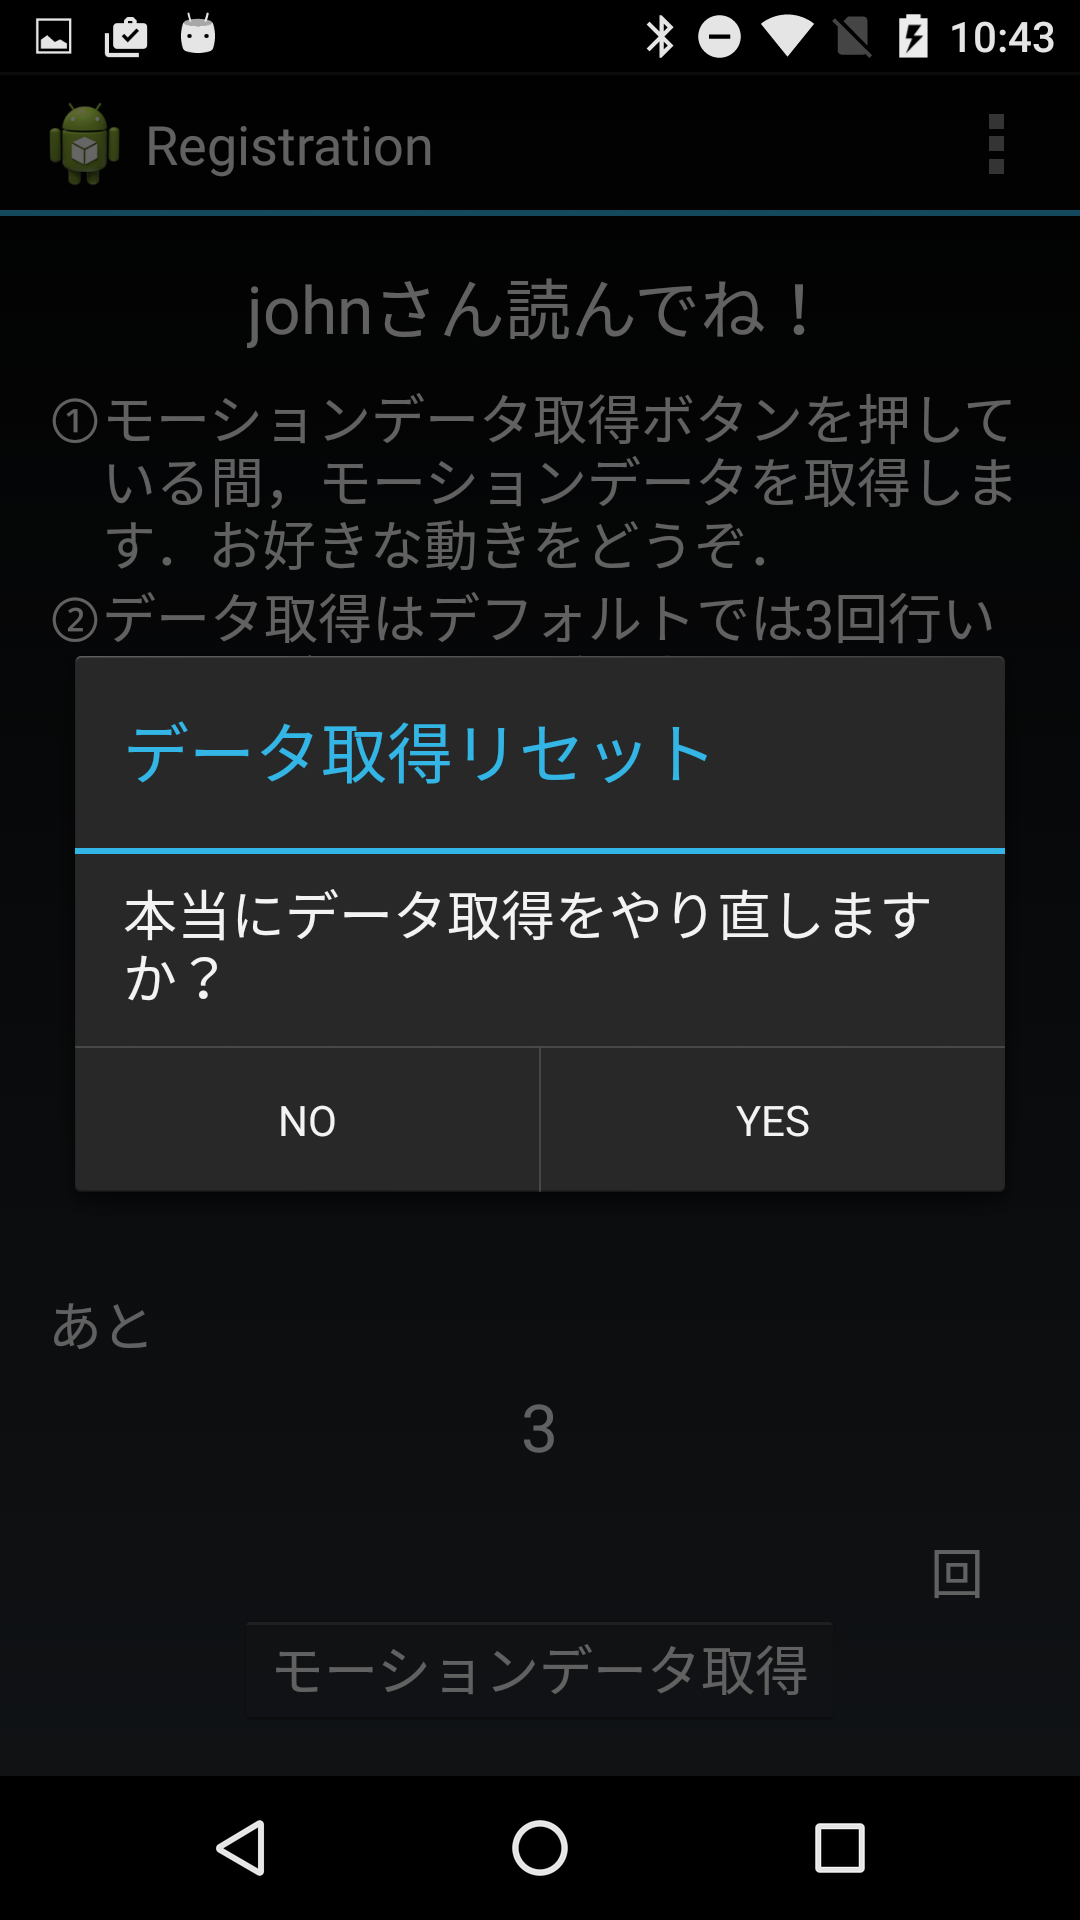 10:43
Registration
johnさん読んでね！
①モーションデータ取得ボタンを押して
いる間，モーションデータを取得しま
す．お好きな動きをどうぞ．
②データ取得はデフォルトでは3回行い
データ取得リセット
本当にデータ取得をやり直します
か？
NO
YES
あと
3
回
モーションデータ取得